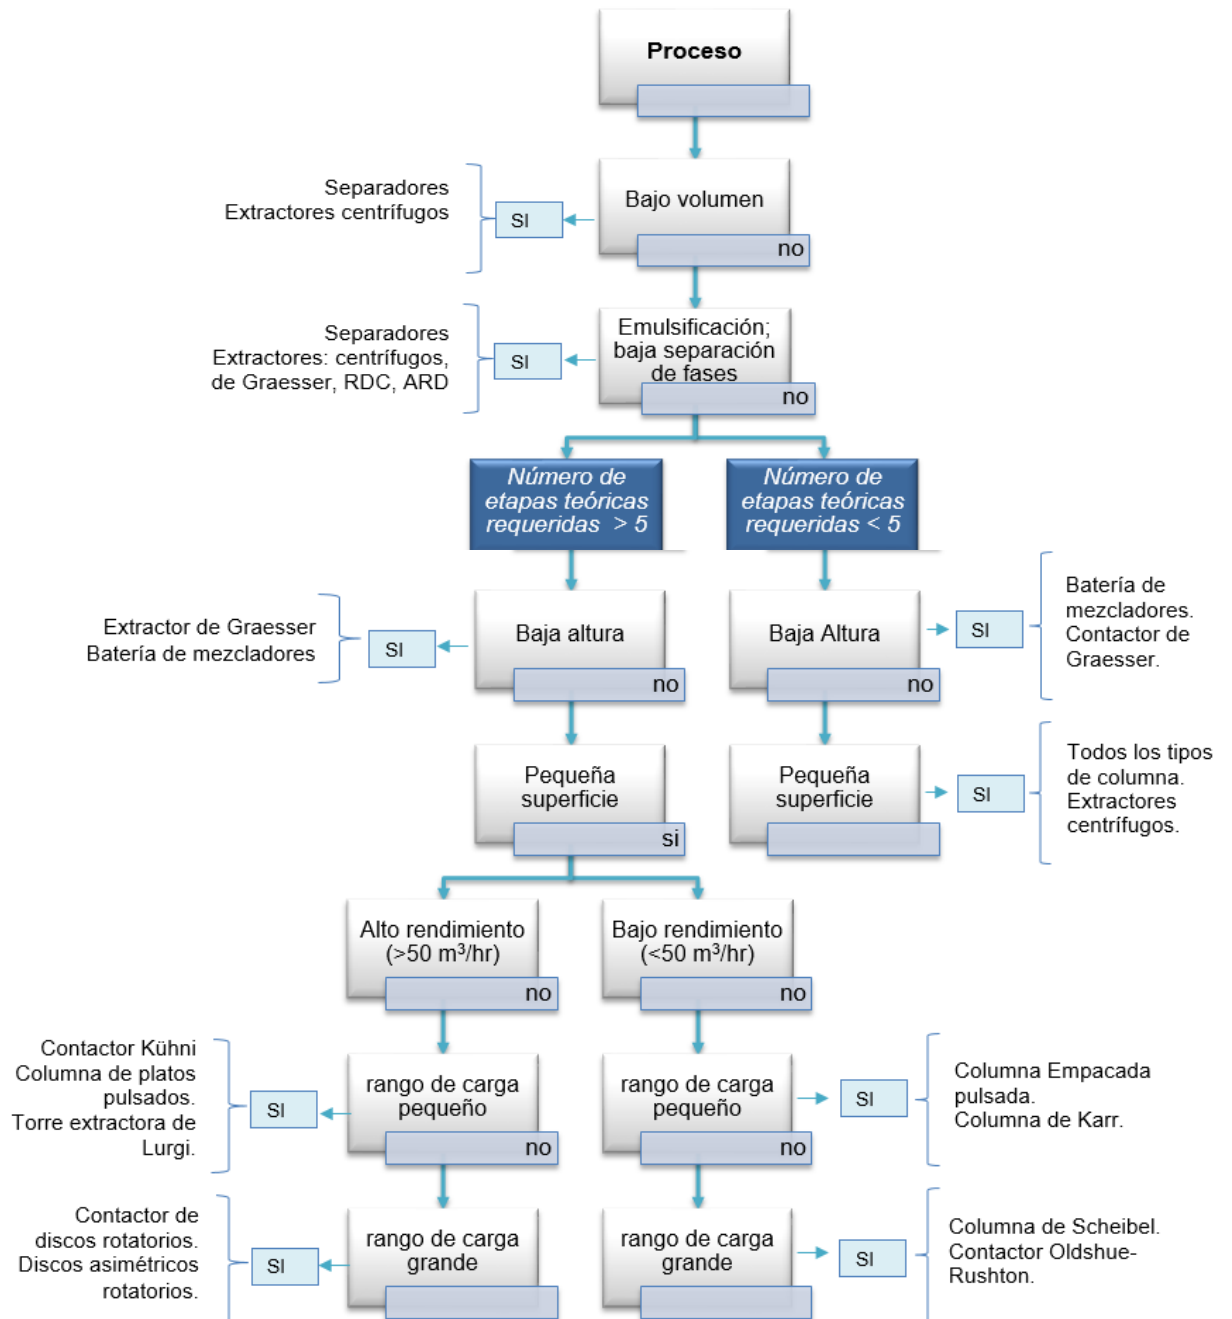 Proceso
Separadores
Extractores centrífugos
SI
Bajo volumen
no
Separadores
Extractores: centrífugos,
de Graesser, RDC, ARD
SI
Emulsificación;
baja separación
de fases
no
Número de
etapas teóricas
requeridas > 5
Número de
etapas teóricas
requeridas < 5
Extractor de Graesser
Batería de mezcladores
SI
Baja altura
no
Baja Altura
no
SI
Batería de
mezcladores.
Contactor de
Graesser.
Pequeña
superficie
si
Pequeña
superficie
SI
Todos los tipos
de columna.
Extractores
centrífugos.
Alto rendimiento
(>50 m³/hr)
no
Bajo rendimiento
(<50 m³/hr)
no
Contactor Kühni
Columna de platos
pulsados.
Torre extractora de
Lurgi.
SI
rango de carga
pequeño
no
rango de carga
pequeño
no
SI
Columna Empacada
pulsada.
Columna de Karr.
Contactor de
discos rotatorios.
Discos asimétricos
rotatorios.
SI
rango de carga
grande
rango de carga
grande
SI
Columna de Scheibel.
Contactor Oldshue-
Rushton.